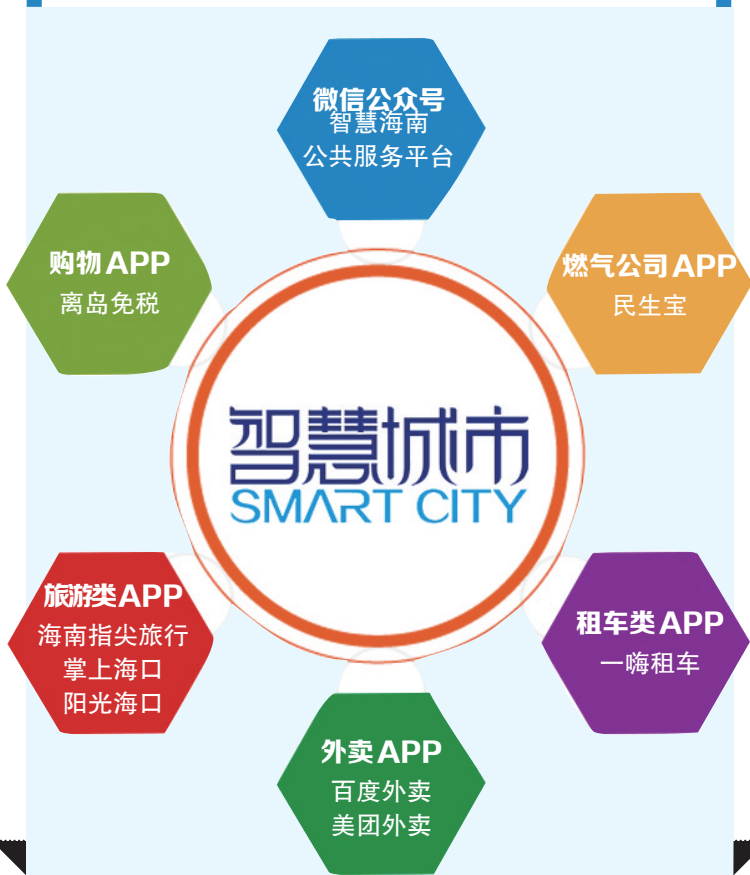 微信公众号
智慧海南
公共服务平台
购物APP
离岛免税
燃气公司APP
民生宝
智慧城市
SMART CITY
旅游类APP
海南指尖旅行
掌上海口
阳光海口
租车类APP
一嗨租车
外卖APP
百度外卖
美团外卖